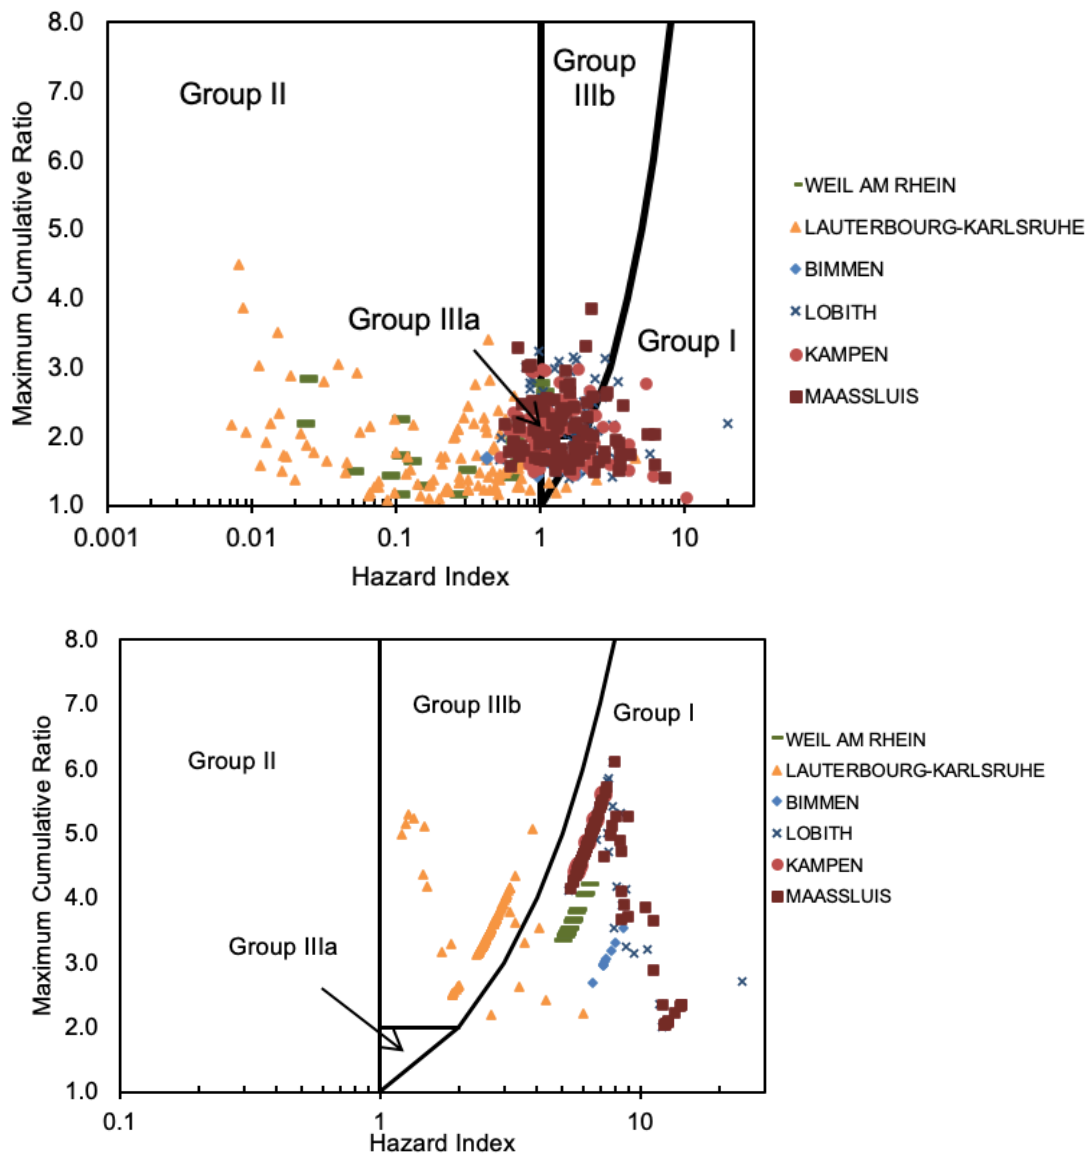 8.0
7.0
6.0
5.0
4.0
3.0
2.0
1.0
Maximum Cumulative Ratio
Group II
Group
IIIb
Group IIIa
Group I
0.001
0.01
0.1
1
10
Hazard Index
WEIL AM RHEIN
LAUTERBOURG-KARLSRUHE
BIMMEN
LOBITH
KAMPEN
MAASSLUIS
8.0
7.0
6.0
5.0
4.0
3.0
2.0
1.0
Maximum Cumulative Ratio
Group IIIb
Group I
Group II
Group IIIa
0.1
1
10
Hazard Index
WEIL AM RHEIN
LAUTERBOURG-KARLSRUHE
BIMMEN
LOBITH
KAMPEN
MAASSLUIS